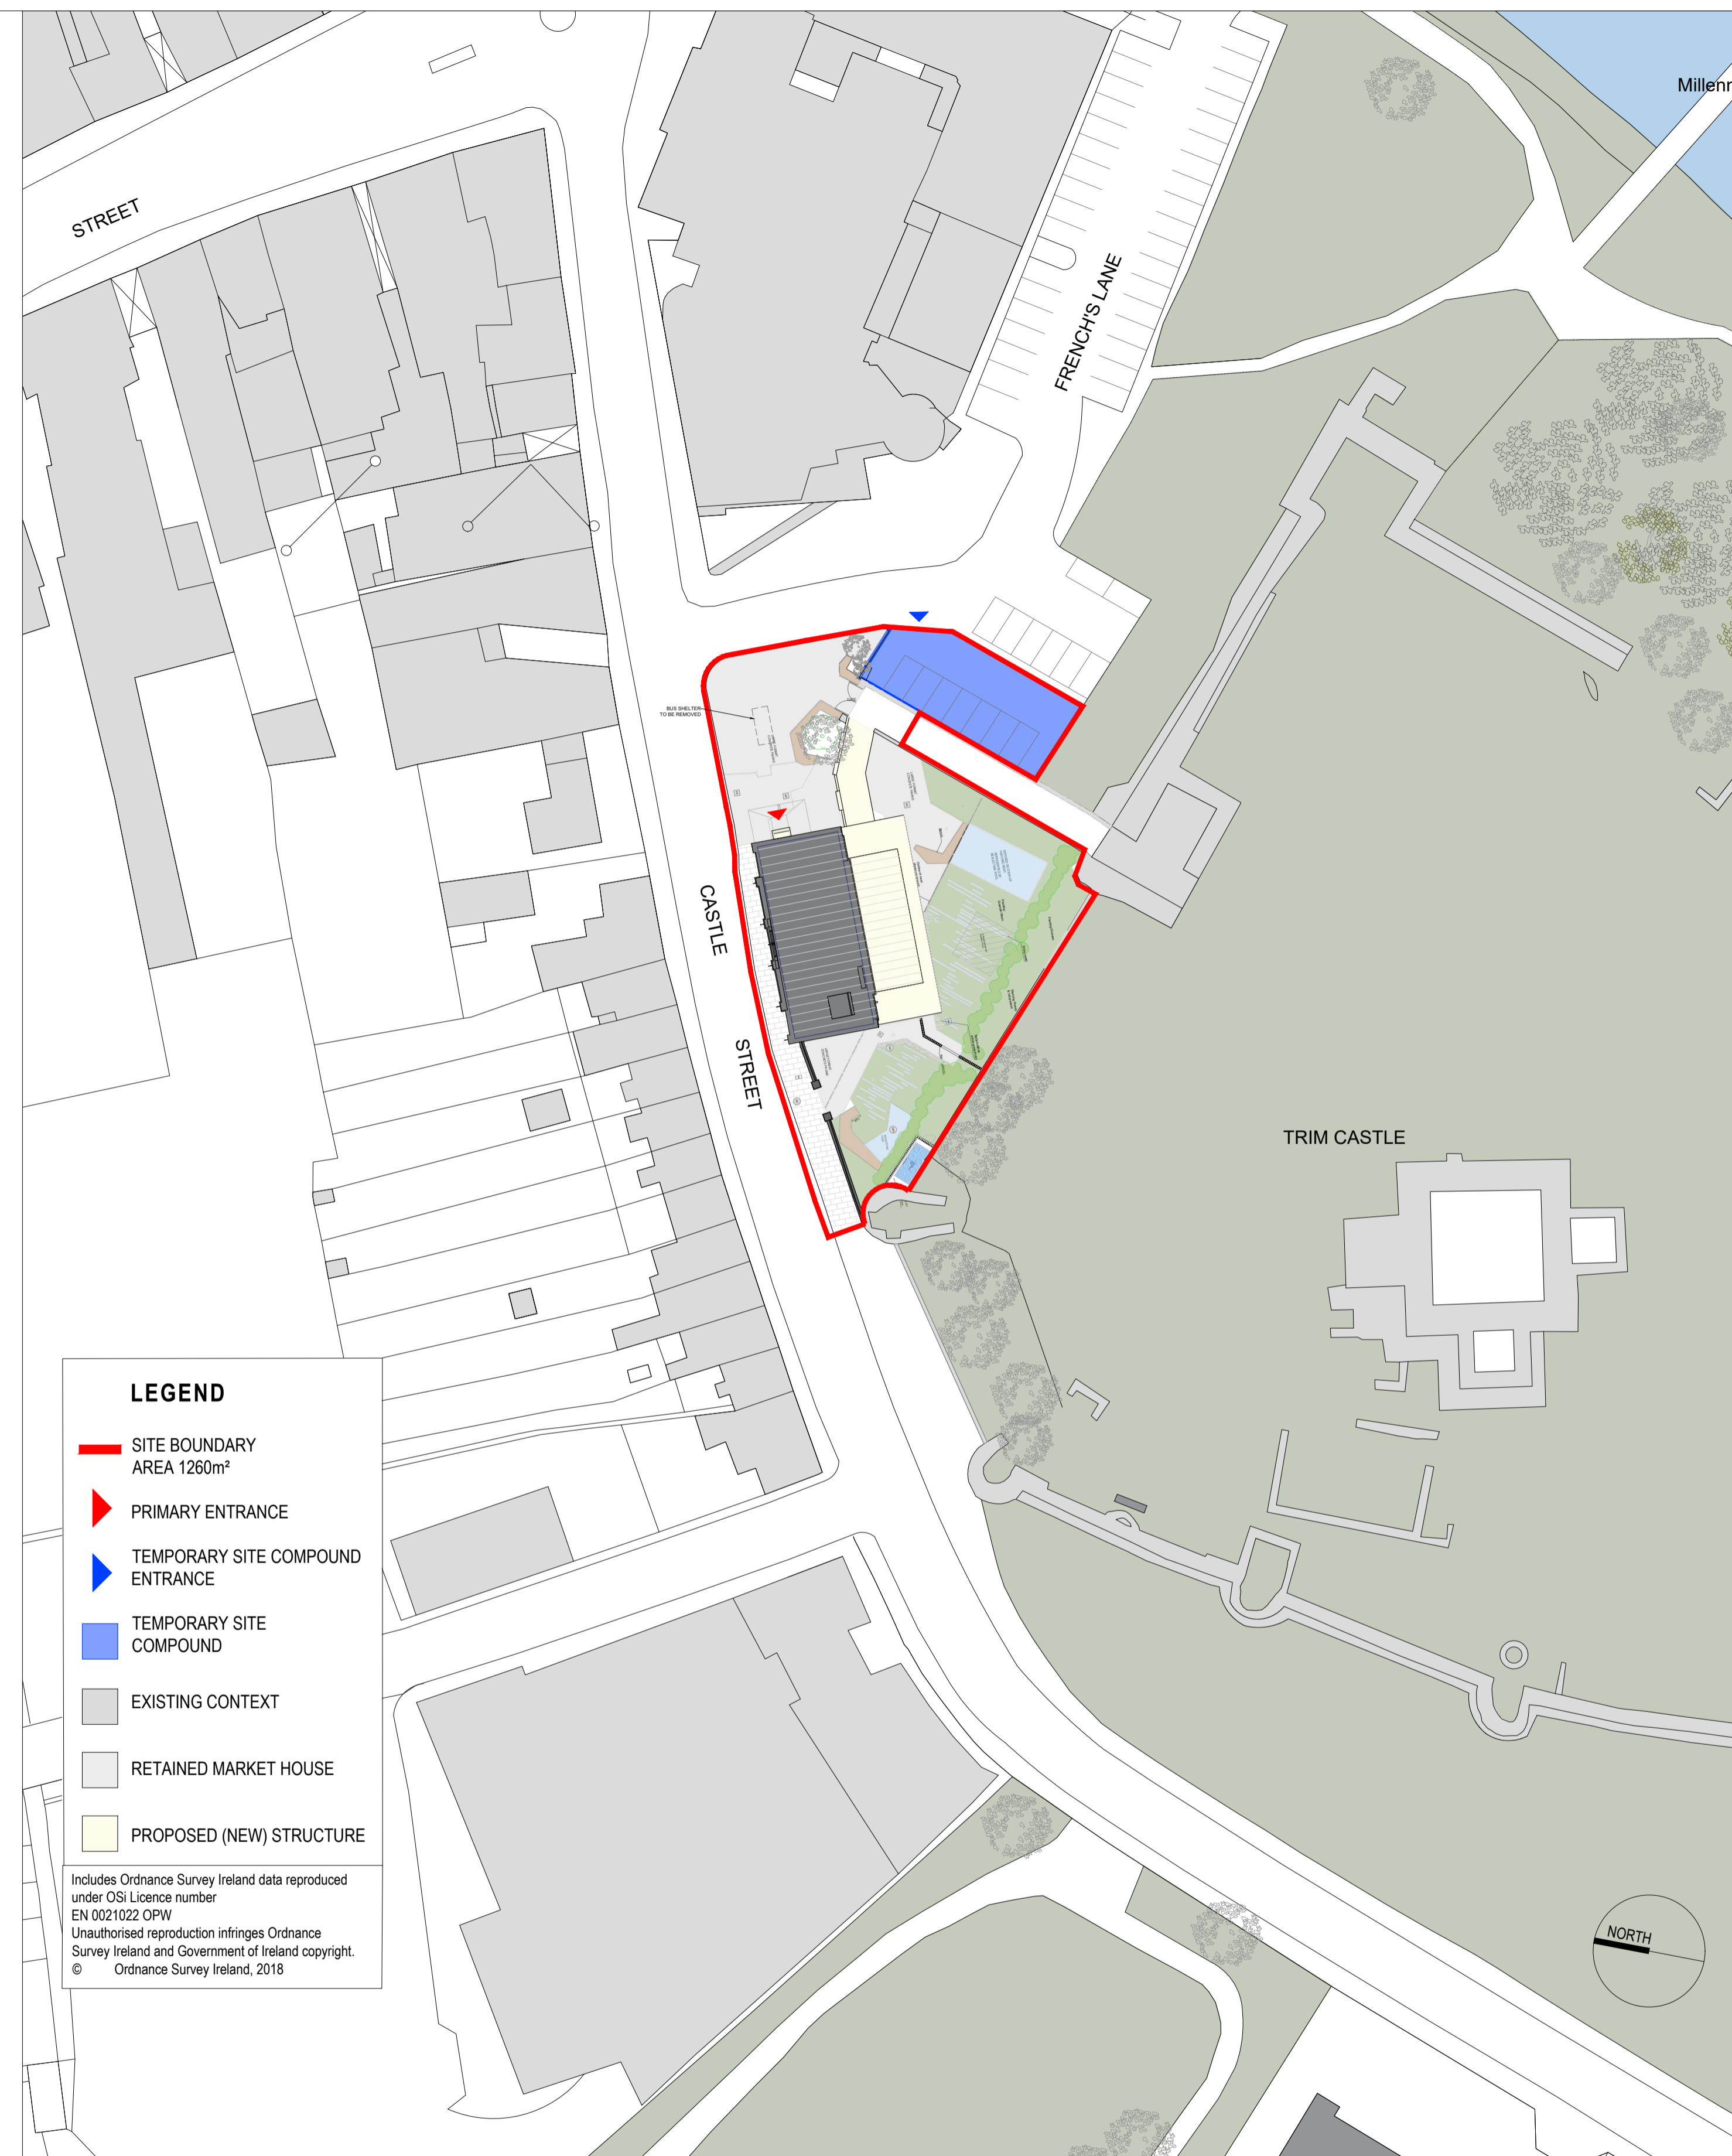 Millenr
STREET
FRENCH'S LANE
BUS SHELTER
TO BE REMOVED
CASTLE
STREET
TRIM CASTLE
LEGEND
SITE BOUNDARY
AREA 1260m²
PRIMARY ENTRANCE
TEMPORARY SITE COMPOUND
ENTRANCE
TEMPORARY SITE
COMPOUND
EXISTING CONTEXT
RETAINED MARKET HOUSE
PROPOSED (NEW) STRUCTURE
Includes Ordnance Survey Ireland data reproduced
under OSi Licence number
EN 0021022 OPW
Unauthorised reproduction infringes Ordnance
Survey Ireland and Government of Ireland copyright.
© Ordnance Survey Ireland, 2018
NORTH